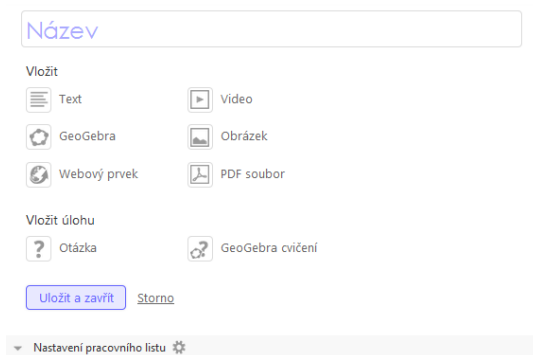 Název
Vložit
Text
Video
GeoGebra
Obrázek
Webový prvek
PDF soubor
Vložit úlohu
Otázka
GeoGebra cvičení
Uložit a zavřít
Storno
Nastavení pracovního listu